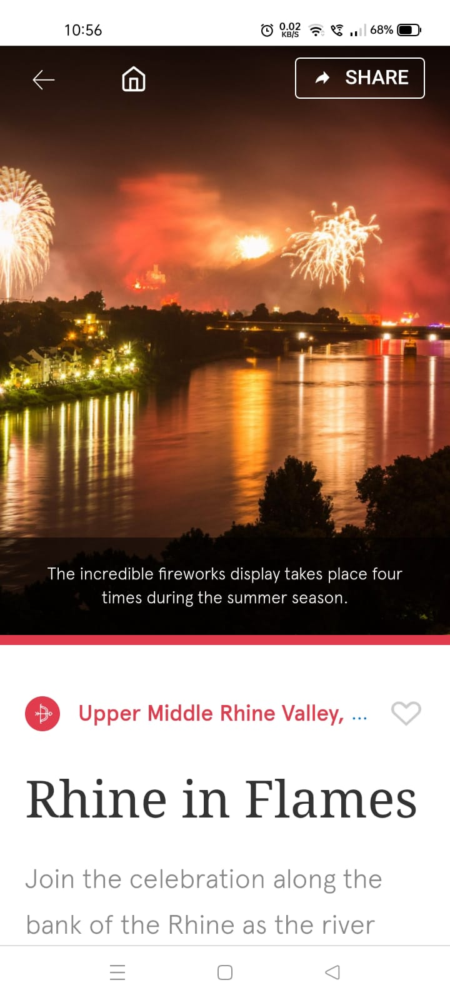 10:56
0.02
KB/S
68%
SHARE
The incredible fireworks display takes place four
times during the summer season.
Upper Middle Rhine Valley, ...
Rhine in Flames
Join the celebration along the
bank of the Rhine as the river